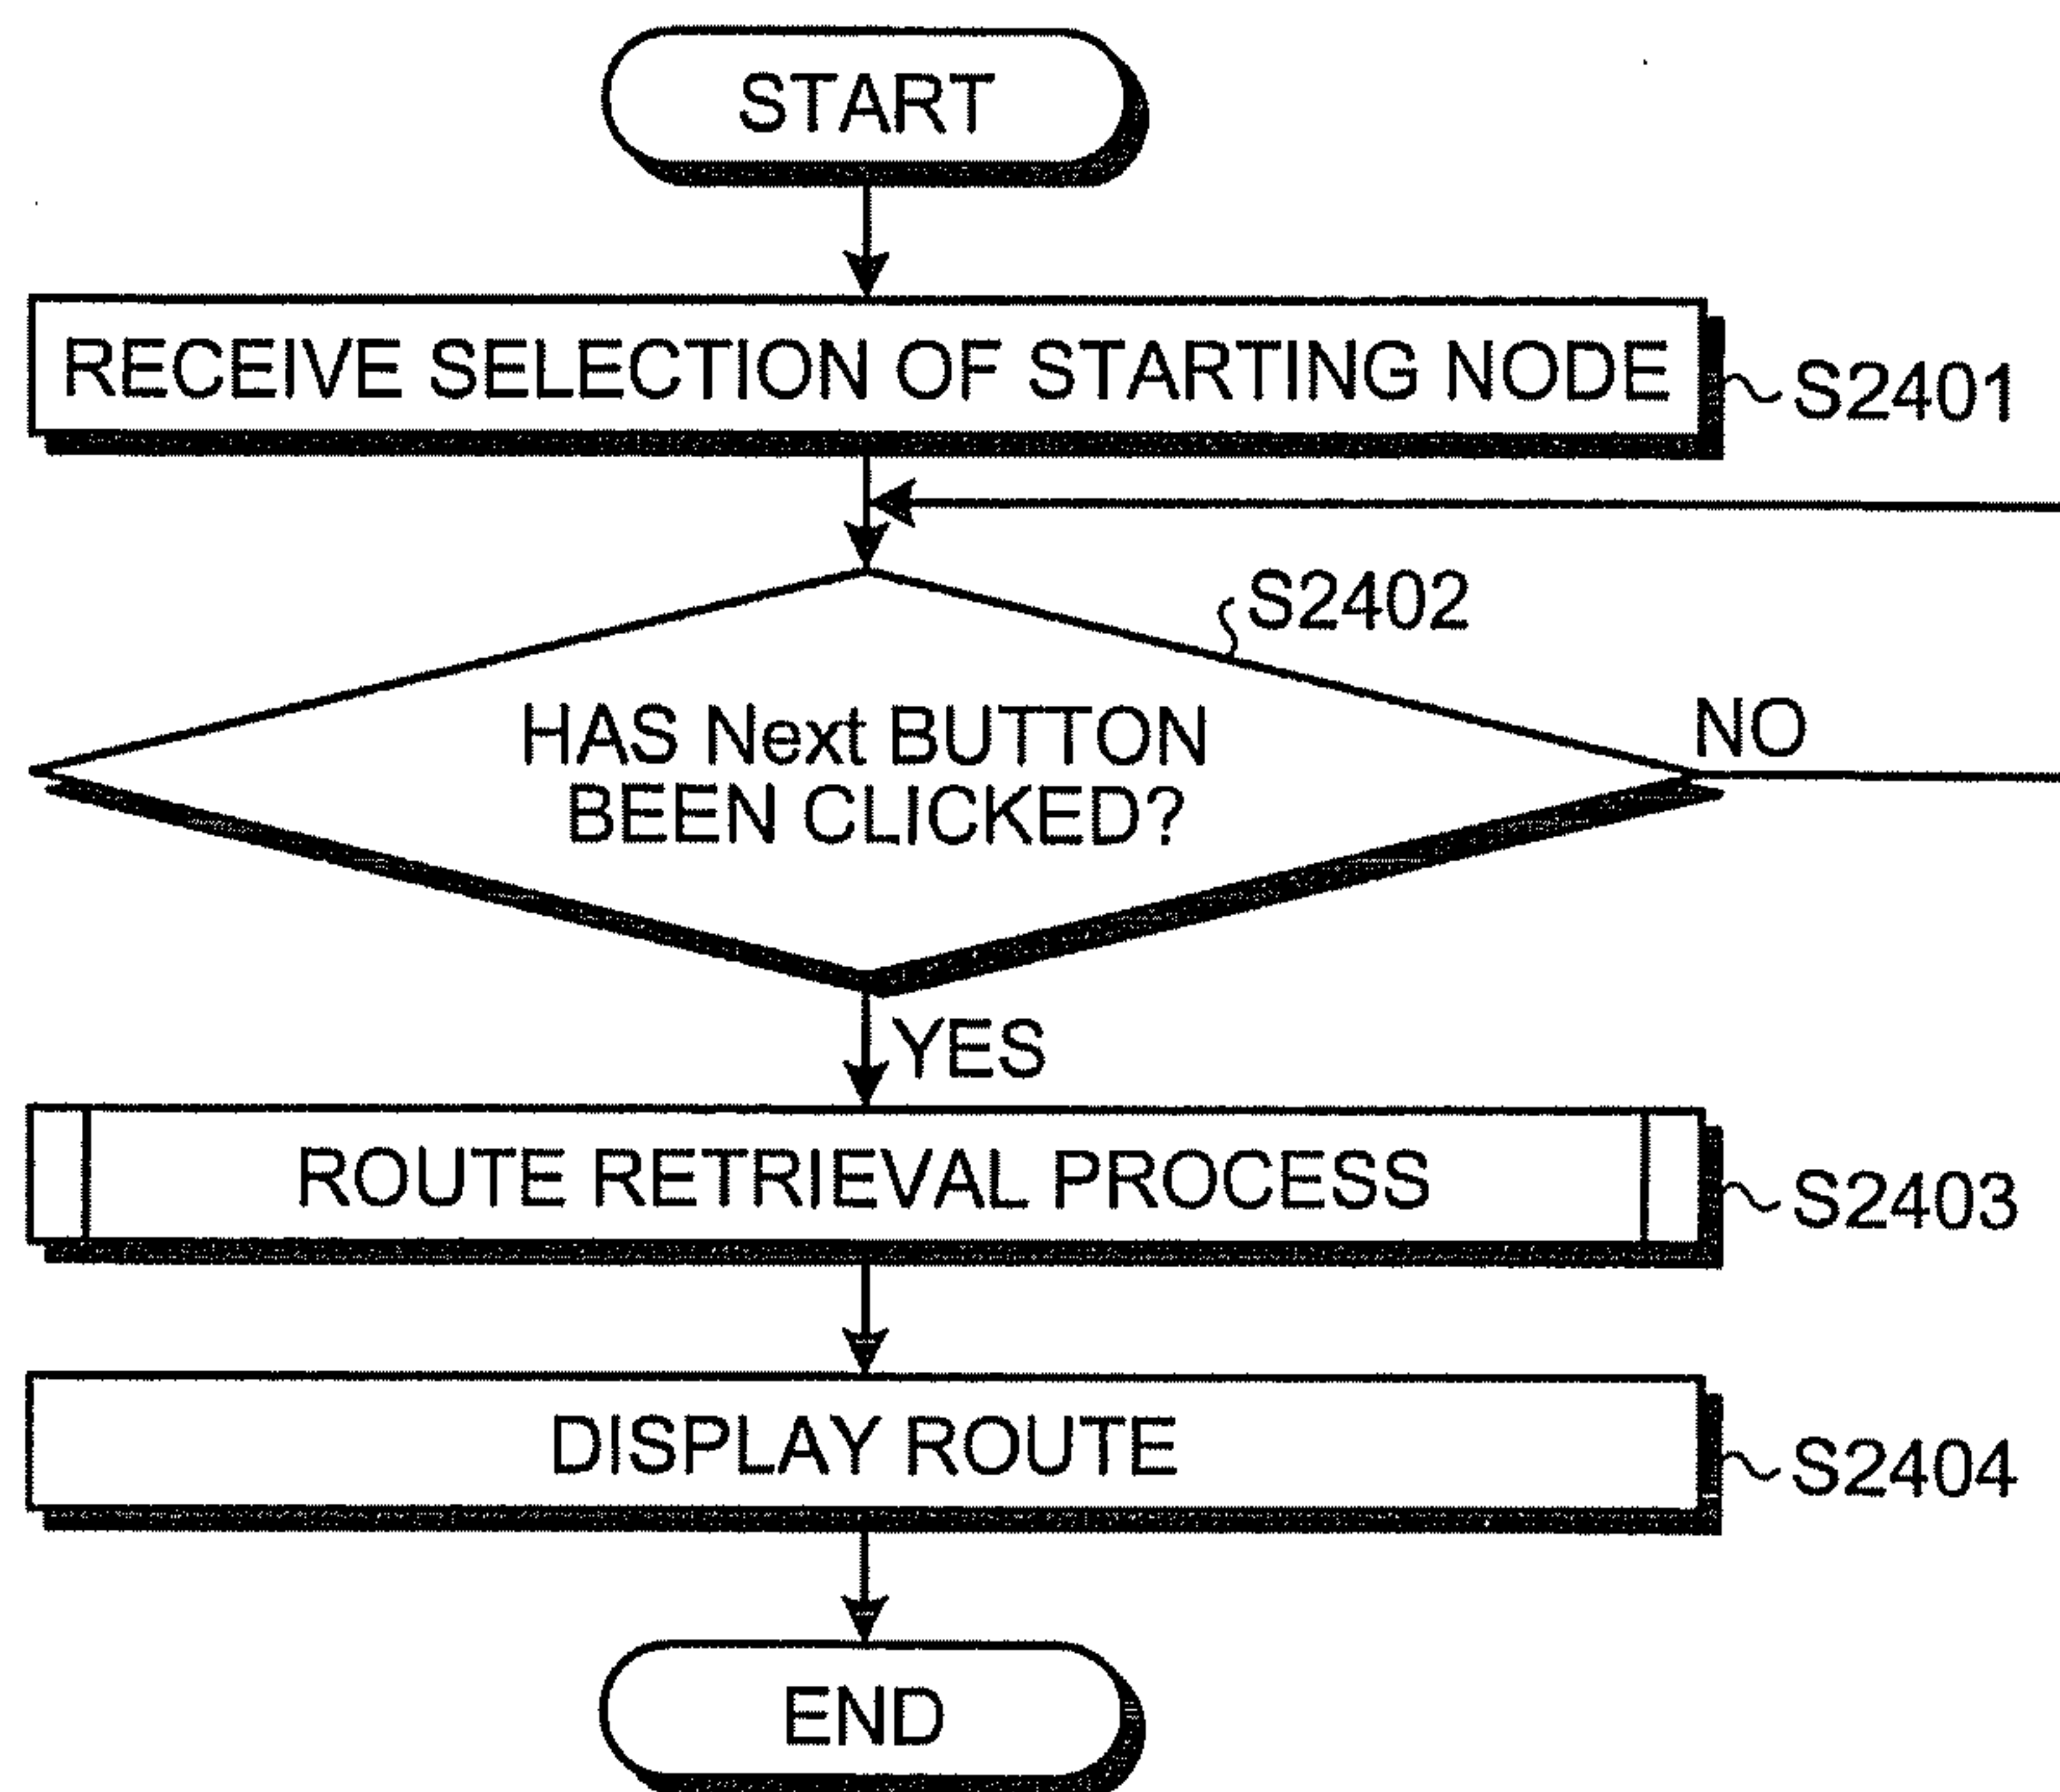 START
RECEIVE SELECTION OF STARTING NODE
S2401
S2402
HAS Next BUTTON
BEEN CLICKED?
NO
YES
ROUTE RETRIEVAL PROCESS
S2403
DISPLAY ROUTE
S2404
END